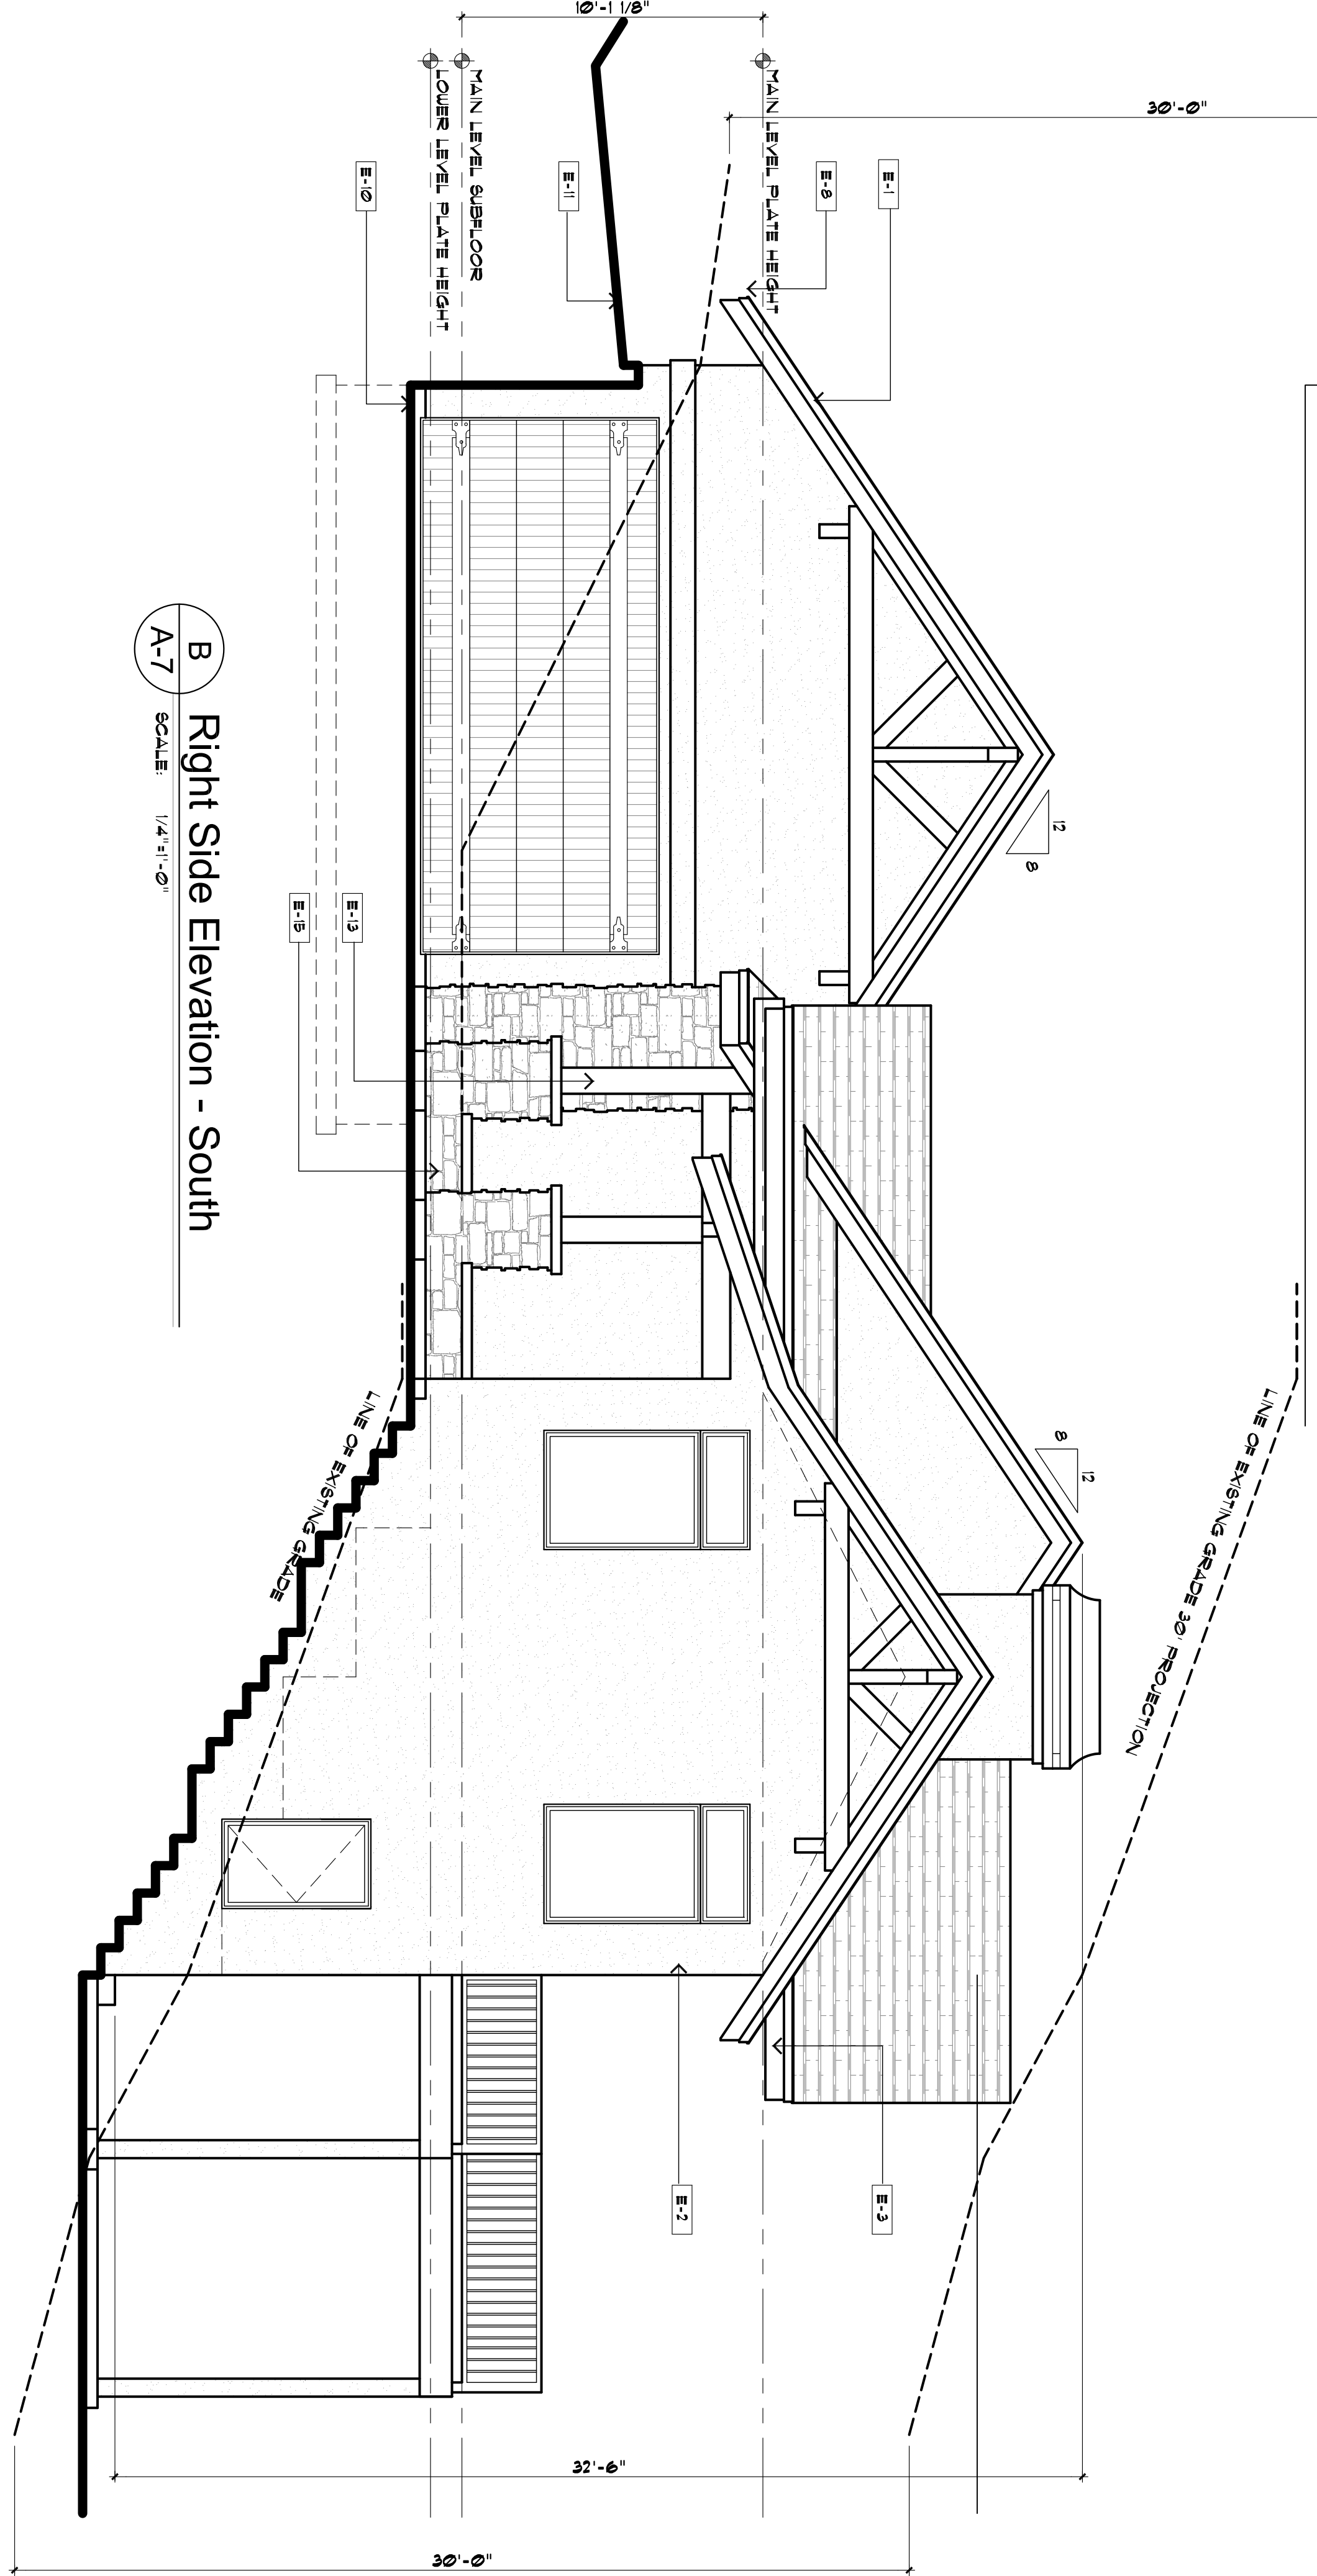 10'-1 1/8"
30'-0"
MAIN LEVEL PLATE HEIGHT
MAIN LEVEL SUBFLOOR
LOWER LEVEL PLATE HEIGHT
E-1
E-8
E-11
E-10
12
8
12
8
LINE OF EXISTING GRADE 30' PROJECTION
LINE OF EXISTING GRADE
E-13
E-15
E-3
E-2
32'-6"
30'-0"
B
A-7
Right Side Elevation - South
SCALE: 1/4"=1'-0"